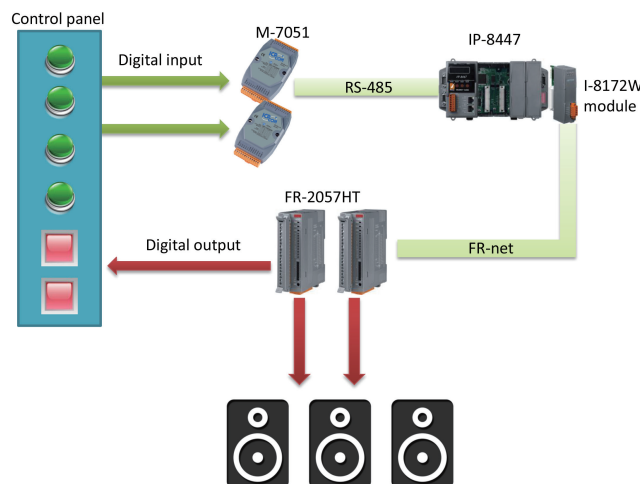 Control panel
Digital input
M-7051
RS-485
IP-8447
I-8172W
module
FR-2057HT
Digital output
FR-net